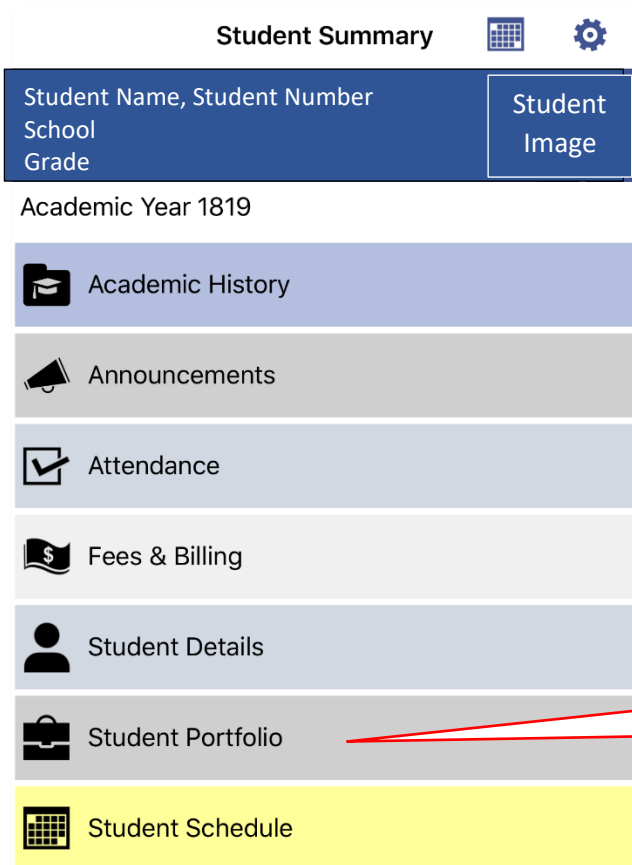 Student Summary
Student Name, Student Number
School
Grade
Student
Image
Academic Year 1819
Academic History
Announcements
Attendance
$ Fees & Billing
Student Details
Student Portfolio
Student Schedule